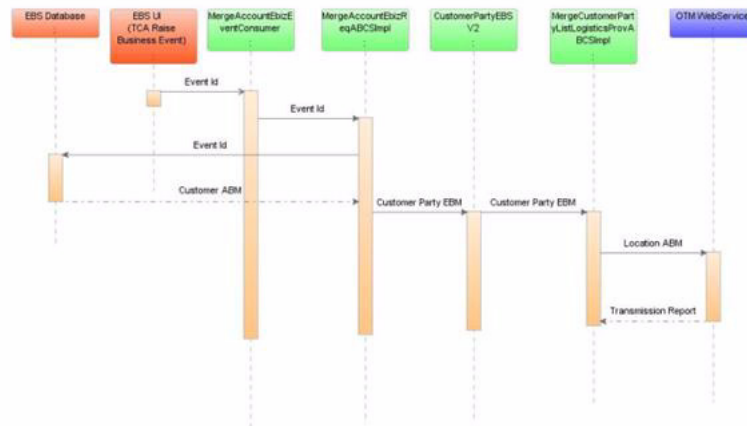 EBS Database
EBS UI
(TCA Raise
Business Event)
MergeAccountEbizE
ventConsumer
MergeAccountEbizR
eqABCSImpl
CustomerPartyEBS
V2
MergeCustomerPart
yListLogisticsProvA
BCSImpl
OTM WebService
Event Id
Event Id
Event Id
Customer ABM
Customer Party EBM
Customer Party EBM
Location ABM
Transmission Report